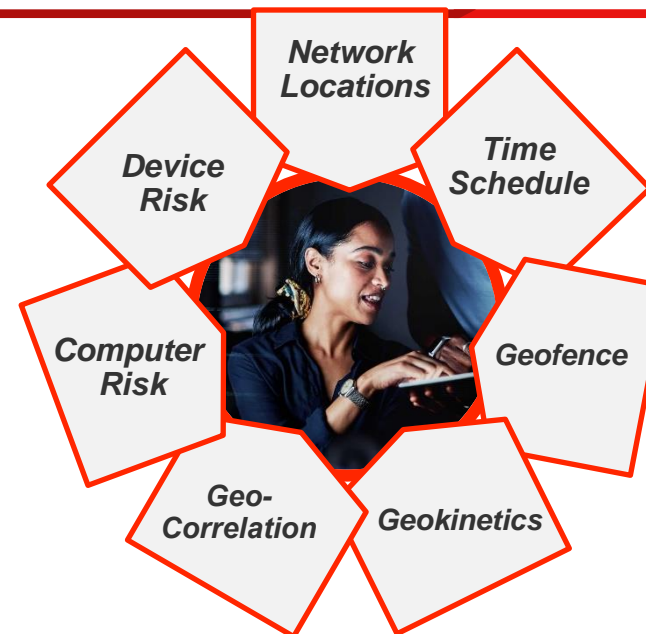 Network
Locations
Time
Schedule
Geofence
Geokinetics
Geo-
Correlation
Computer
Risk
Device
Risk